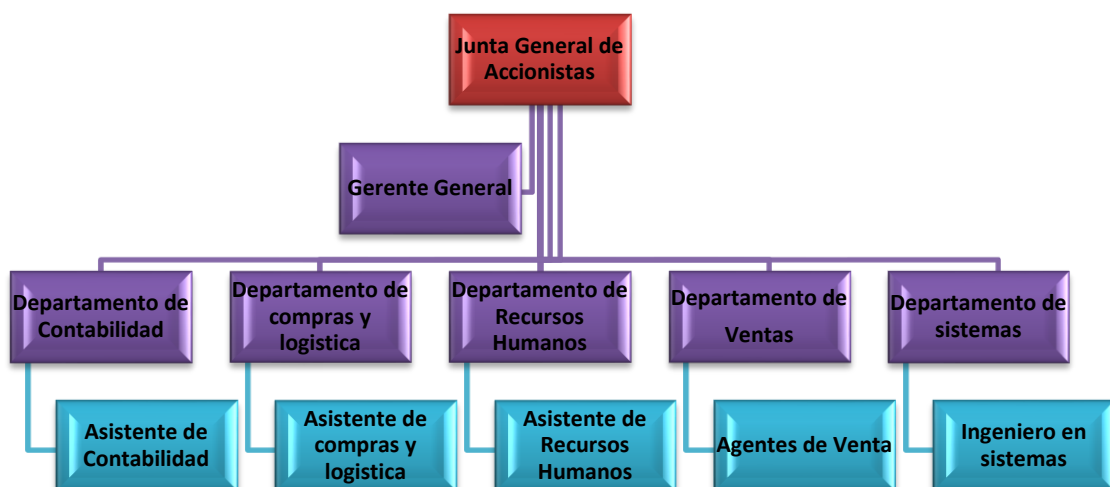 Junta General de
Accionistas
Gerente General
Departamento de
Contabilidad
Departamento de
compras y
logistica
Departamento de
Recursos
Humanos
Departamento de
Ventas
Departamento de
sistemas
Asistente de
Contabilidad
Asistente de
compras y
logistica
Asistente de
Recursos
Humanos
Agentes de Venta
Ingeniero en
sistemas